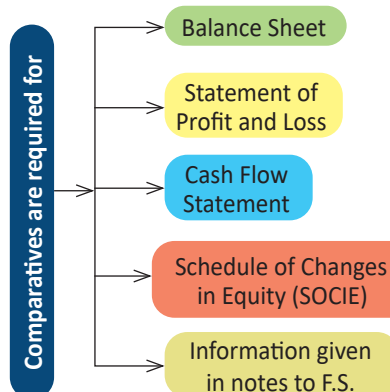 Comparatives are required for
Balance Sheet
Statement of
Profit and Loss
Cash Flow
Statement
Schedule of Changes
in Equity (SOCIE)
Information given
in notes to F.S.